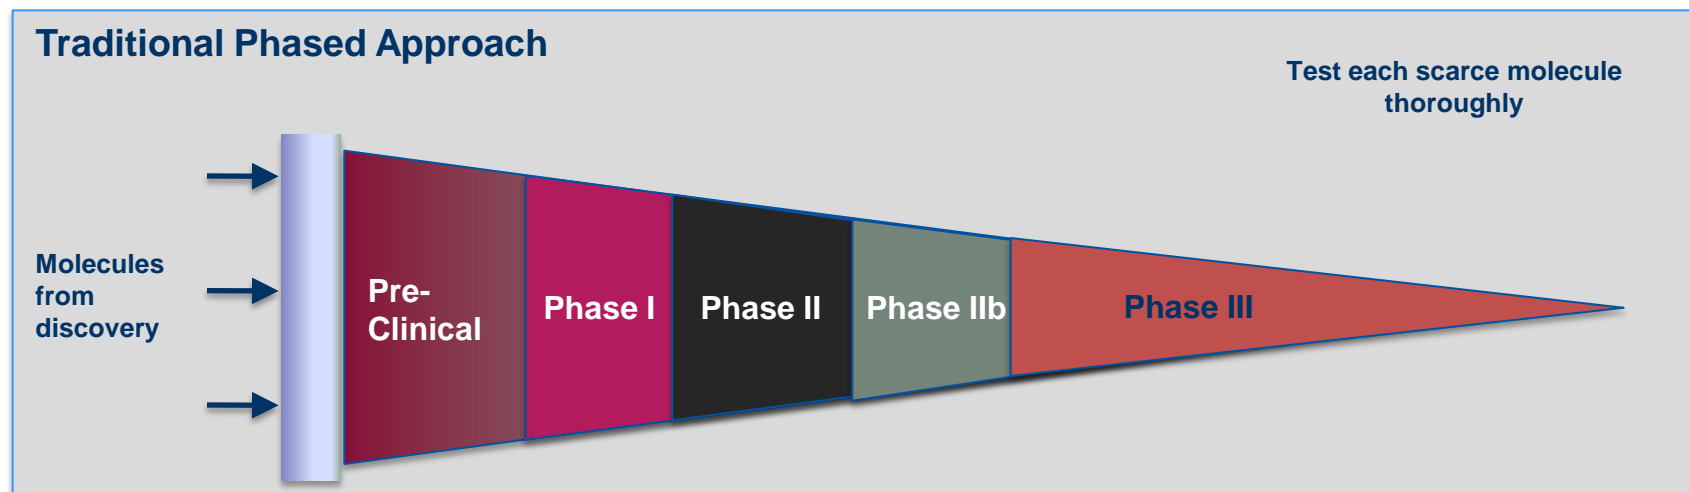 Traditional Phased Approach
Test each scarce molecule
thoroughly
Molecules
from
discovery
Pre-
Clinical
Phase I
Phase II
Phase IIb
Phase III